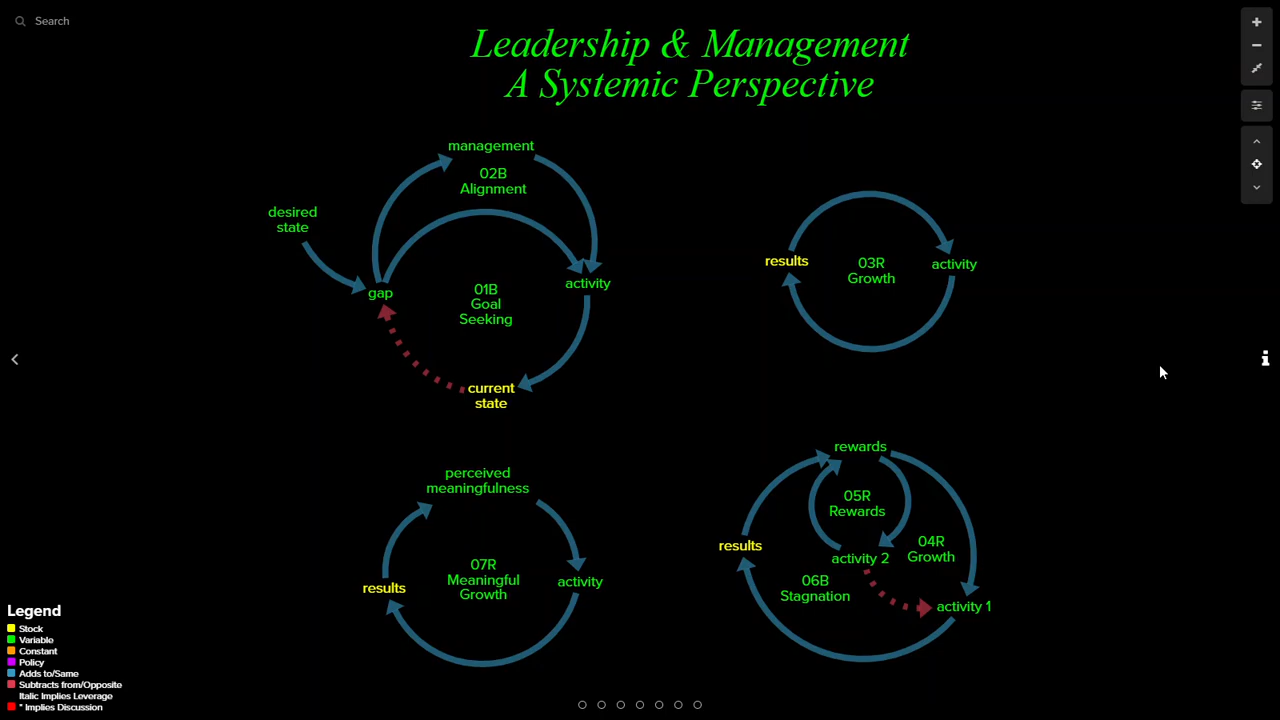 Search
Leadership & Management
A Systemic Perspective
management
02B
Alignment
desired
state
gap
01B
Goal
Seeking
activity
current
state
results
03R
Growth
activity
perceived
meaningfulness
results
07R
Meaningful
Growth
activity
rewards
05R
Rewards
results
activity 2
04R
Growth
06B
Stagnation
activity 1
Legend
Stock
Variable
Constant
Policy
Adds to/Same
Subtracts from/Opposite
Italic Implies Leverage
* Implies Discussion